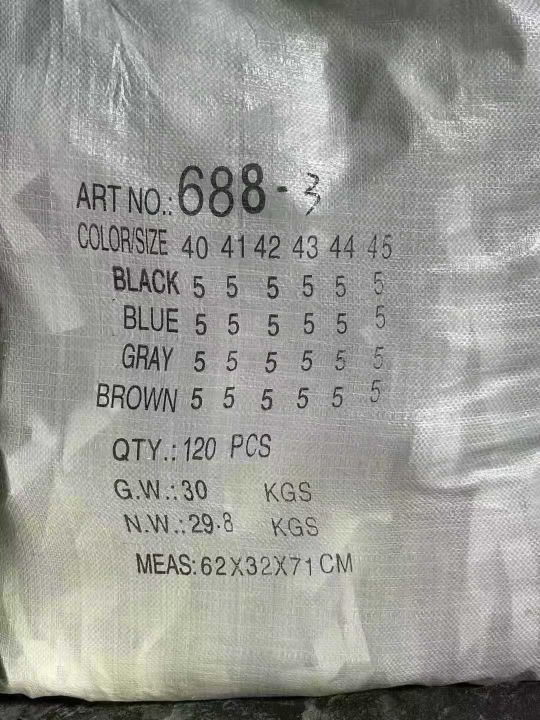 ART NO.: 688-3
COLOR/SIZE 40 41 42 43 44 45
BLACK 5 5 5 5 5 5
BLUE 5 5 5 5 5 5
GRAY 5 5 5 5 5 5
BROWN 5 5 5 5 5 5
QTY.: 120 PCS
G.W.: 30 KGS
N.W.: 29.8 KGS
MEAS: 62X32X71 CM